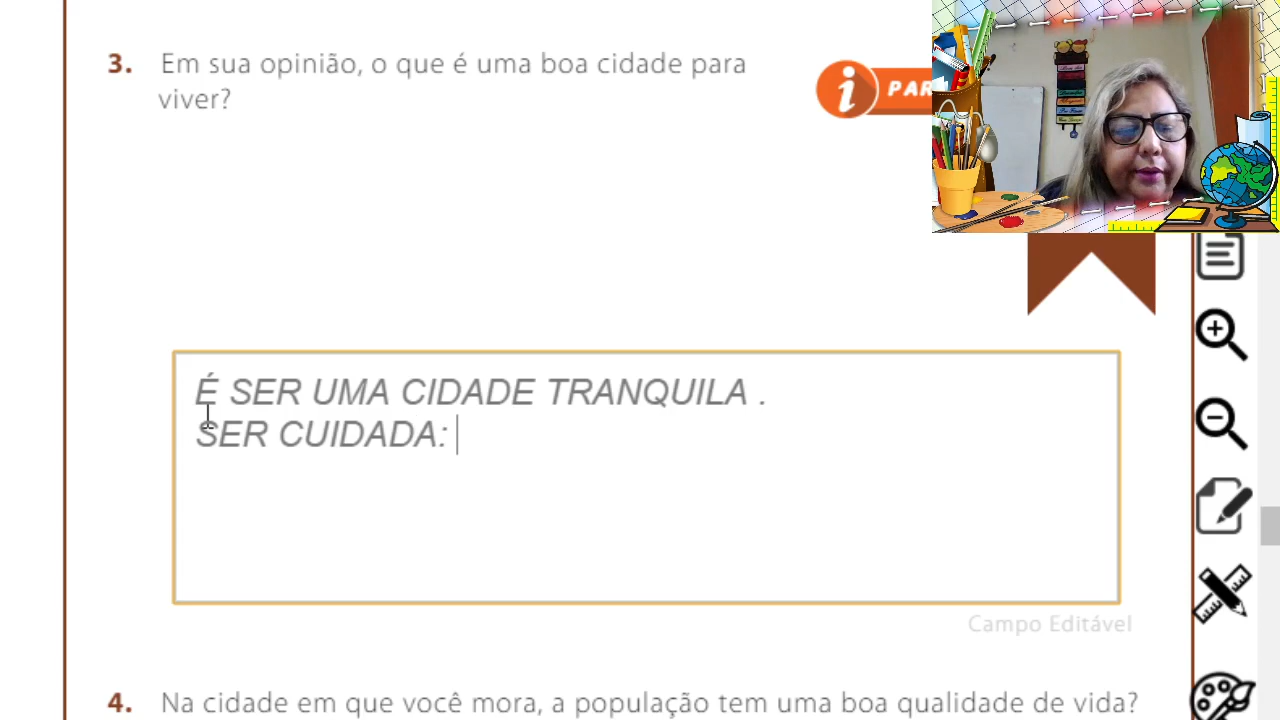 3. Em sua opinião, o que é uma boa cidade para
viver?
É SER UMA CIDADE TRANQUILA .
SER CUIDADA:
Campo Editável
4. Na cidade em que você mora, a população tem uma boa qualidade de vida?